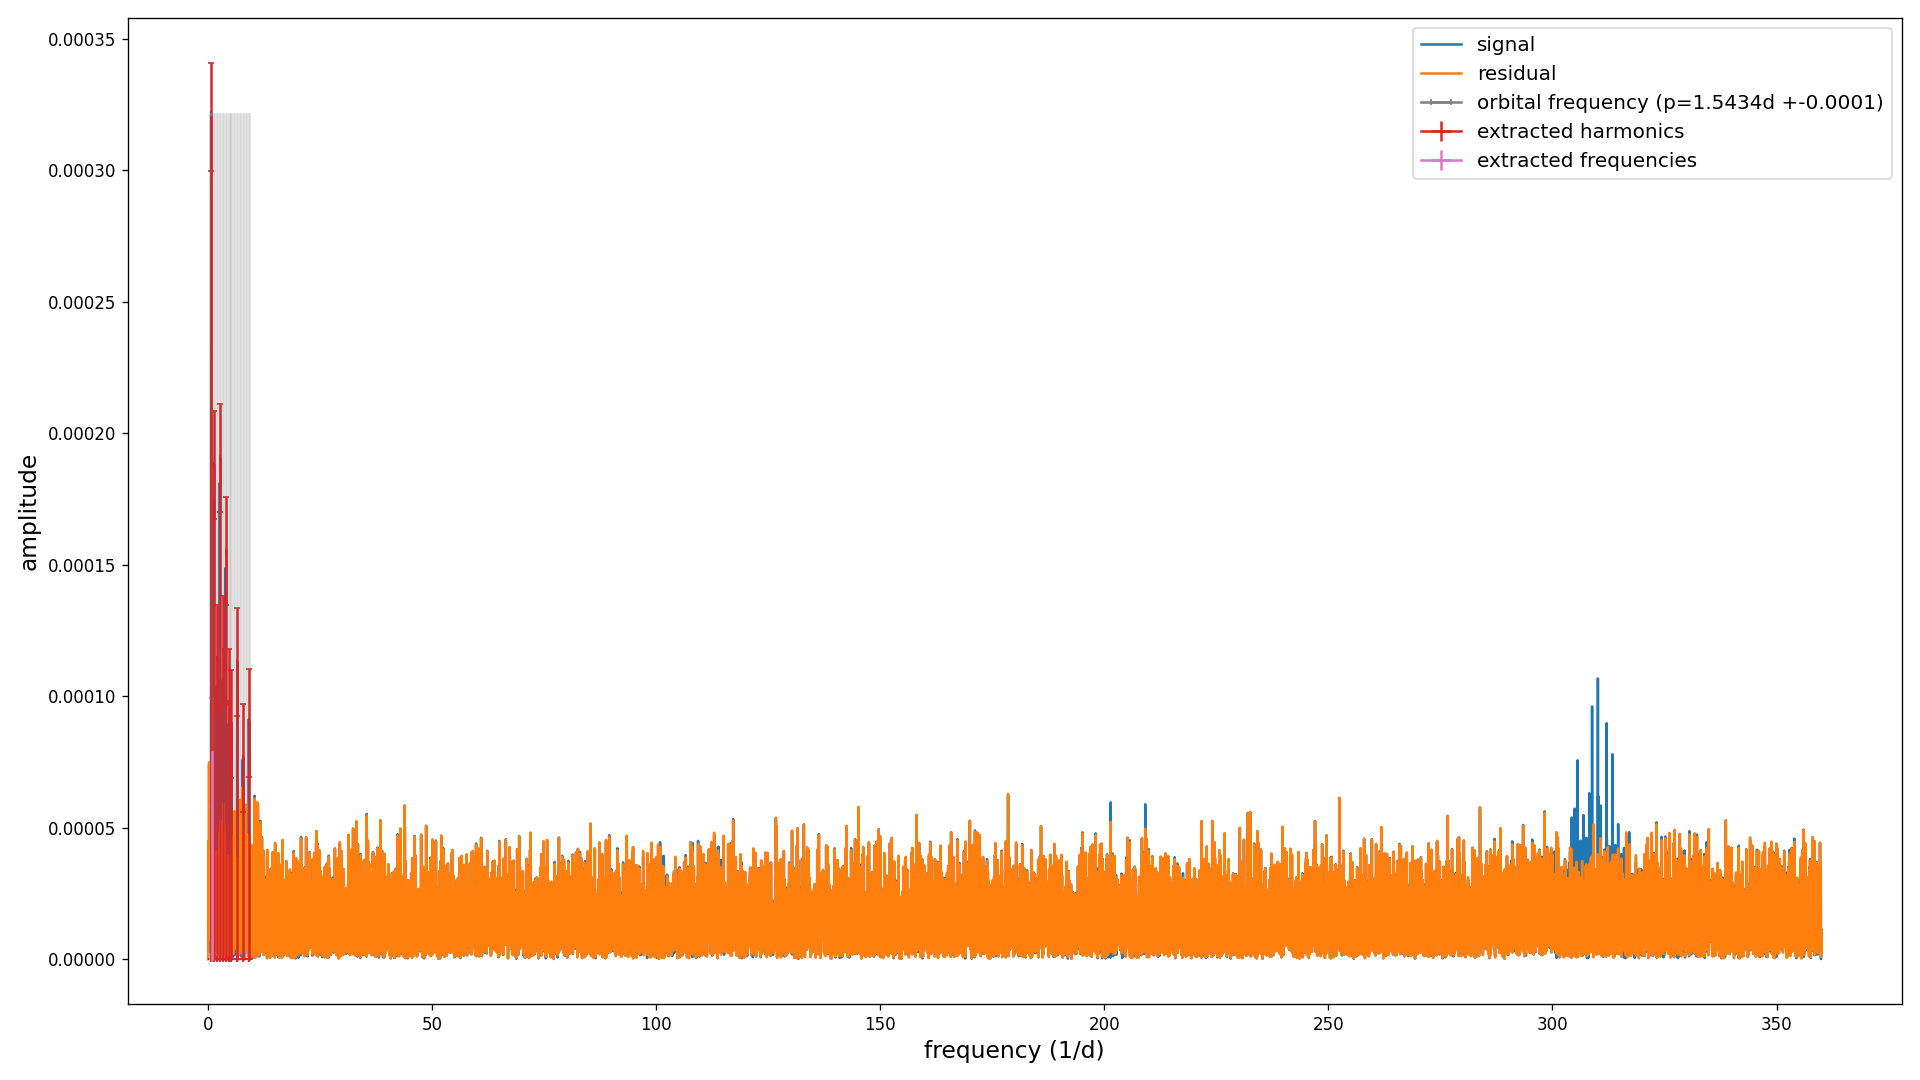 0.00035
0.00030
0.00025
0.00020
0.00015
0.00010
0.00005
0.00000
amplitude
0
50
100
150
200
250
300
350
frequency (1/d)
signal
residual
orbital frequency (p=1.5434d +-0.0001)
extracted harmonics
extracted frequencies